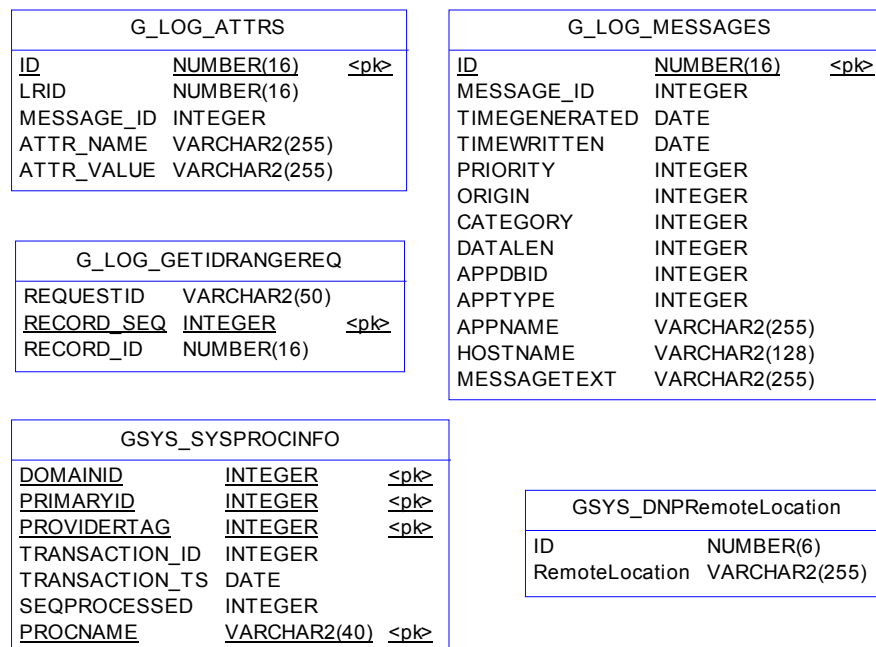 G_LOG_ATTRS
ID NUMBER(16) <pk>
LRID NUMBER(16)
MESSAGE_ID INTEGER
ATTR_NAME VARCHAR2(255)
ATTR_VALUE VARCHAR2(255)
G_LOG_MESSAGES
ID NUMBER(16) <pk>
MESSAGE_ID INTEGER
TIMEGENERATED DATE
TIMEWRITTEN DATE
PRIORITY INTEGER
ORIGIN INTEGER
CATEGORY INTEGER
DATALEN INTEGER
APPDBID INTEGER
APPTYPE INTEGER
APPNAME VARCHAR2(255)
HOSTNAME VARCHAR2(128)
MESSAGETEXT VARCHAR2(255)
G_LOG_GETIDRANGEREQ
REQUESTID VARCHAR2(50)
RECORD_SEQ INTEGER <pk>
RECORD_ID NUMBER(16)
GSYS_SYSPROCINFO
DOMAINID INTEGER <pk>
PRIMARYID INTEGER <pk>
PROVIDERTAG INTEGER <pk>
TRANSACTION_ID INTEGER
TRANSACTION_TS DATE
SEQPROCESSED INTEGER
PROCNAME VARCHAR2(40) <pk>
GSYS_DNPRemoteLocation
ID NUMBER(6)
RemoteLocation VARCHAR2(255)